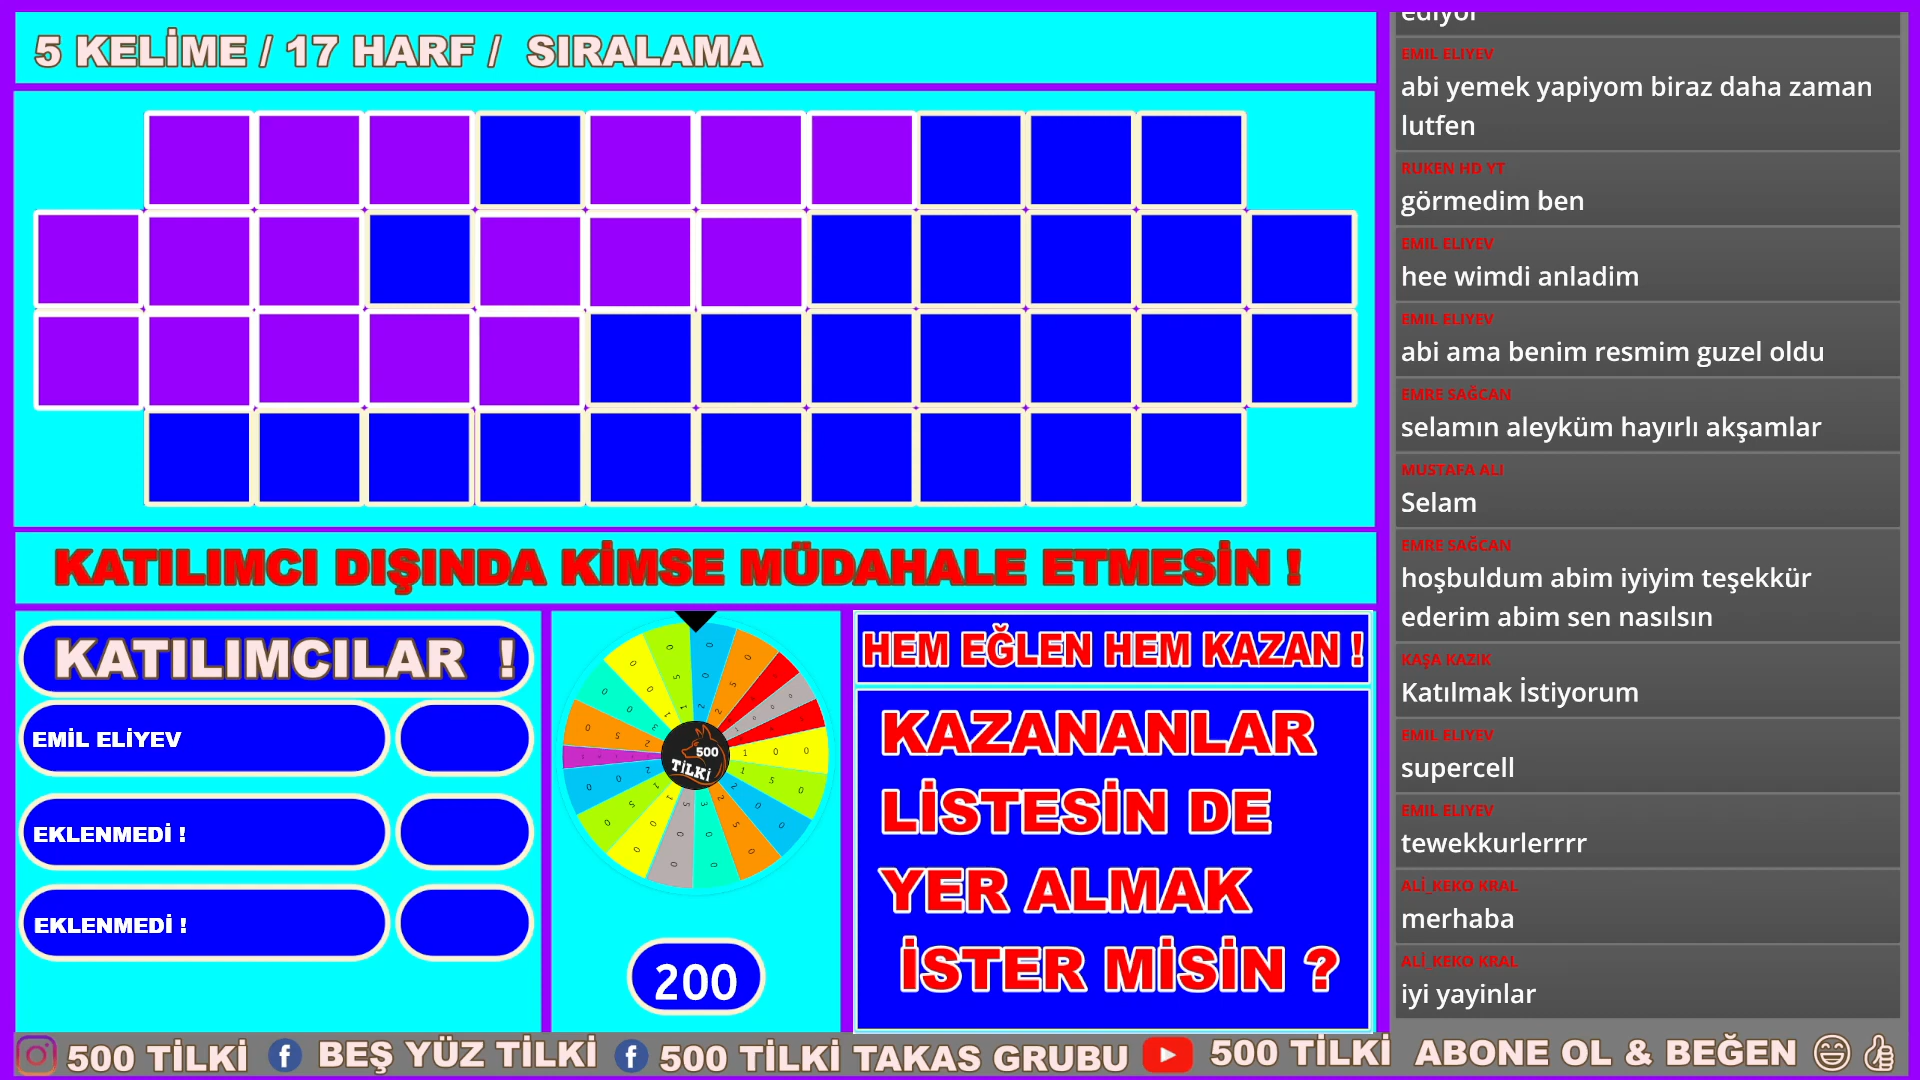 5 KELİME / 17 HARF / SIRALAMA
KATILIMCI DIŞINDA KİMSE MÜDAHALE ETMESİN !
KATILIMCILAR !
EMİL ELİYEV
EKLENMEDİ !
EKLENMEDİ !
500
TİLKİ
200
HEM EĞLEN HEM KAZAN !
KAZANANLAR
LİSTESİN DE
YER ALMAK
İSTER MİSİN ?
ediyor
EMIL ELIYEV
abi yemek yapiyom biraz daha zaman
lutfen
RUKEN HD YT
görmedim ben
EMIL ELIYEV
hee wimdi anladim
EMIL ELIYEV
abi ama benim resmim guzel oldu
EMRE SAĞCAN
selamın aleyküm hayırlı akşamlar
MUSTAFA ALI
Selam
EMRE SAĞCAN
hoşbuldum abim iyiyim teşekkür
ederim abim sen nasılsın
KAŞA KAZIK
Katılmak İstiyorum
EMIL ELIYEV
supercell
EMIL ELIYEV
tewekkurlerrrr
ALİ_KEKO KRAL
merhaba
ALİ_KEKO KRAL
iyi yayinlar
500 TİLKİ BEŞ YÜZ TİLKİ 500 TİLKİ TAKAS GRUBU 500 TİLKİ ABONE OL & BEĞEN